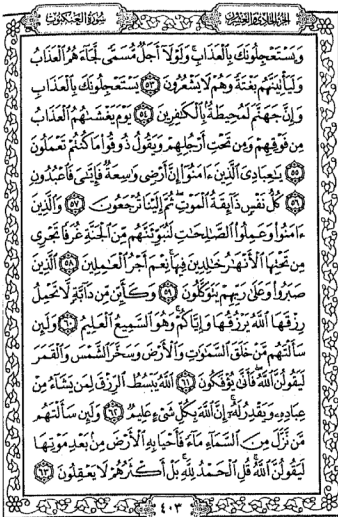 الجزء الحادي والعشرون سورة العنكبوت
وَيَسْتَعْجِلُونَكَ بِالْعَذَابِ وَلَوْلَا أَجَلٌ مُّسَمًّى لَّجَاءَهُمُ الْعَذَابُ
وَلَيَأْتِيَنَّهُم بَغْتَةً وَهُمْ لَا يَشْعُرُونَ ٥٣ يَسْتَعْجِلُونَكَ بِالْعَذَابِ
وَإِنَّ جَهَنَّمَ لَمُحِيطَةٌ بِالْكَافِرِينَ ٥٤ يَوْمَ يَغْشَاهُمُ الْعَذَابُ
مِن فَوْقِهِمْ وَمِن تَحْتِ أَرْجُلِهِمْ وَيَقُولُ ذُوقُوا مَا كُنتُمْ تَعْمَلُونَ
٥٥ يَا عِبَادِيَ الَّذِينَ آمَنُوا إِنَّ أَرْضِي وَاسِعَةٌ فَإِيَّايَ فَاعْبُدُونِ
٥٦ كُلُّ نَفْسٍ ذَائِقَةُ الْمَوْتِ ثُمَّ إِلَيْنَا تُرْجَعُونَ ٥٧ وَالَّذِينَ
آمَنُوا وَعَمِلُوا الصَّالِحَاتِ لَنُبَوِّئَنَّهُم مِّنَ الْجَنَّةِ غُرَفًا تَجْرِي
مِن تَحْتِهَا الْأَنْهَارُ خَالِدِينَ فِيهَا نِعْمَ أَجْرُ الْعَامِلِينَ ٥٨ الَّذِينَ
صَبَرُوا وَعَلَى رَبِّهِمْ يَتَوَكَّلُونَ ٥٩ وَكَأَيِّن مِّن دَابَّةٍ لَّا تَحْمِلُ
رِزْقَهَا اللَّهُ يَرْزُقُهَا وَإِيَّاكُمْ وَهُوَ السَّمِيعُ الْعَلِيمُ ٦٠ وَلَئِن
سَأَلْتَهُم مَّنْ خَلَقَ السَّمَاوَاتِ وَالْأَرْضَ وَسَخَّرَ الشَّمْسَ وَالْقَمَرَ
لَيَقُولُنَّ اللَّهُ فَأَنَّى يُؤْفَكُونَ ٦١ اللَّهُ يَبْسُطُ الرِّزْقَ لِمَن يَشَاءُ مِنْ
عِبَادِهِ وَيَقْدِرُ لَهُ إِنَّ اللَّهَ بِكُلِّ شَيْءٍ عَلِيمٌ ٦٢ وَلَئِن سَأَلْتَهُم
مَّن نَّزَّلَ مِنَ السَّمَاءِ مَاءً فَأَحْيَا بِهِ الْأَرْضَ مِن بَعْدِ مَوْتِهَا
لَيَقُولُنَّ اللَّهُ قُلِ الْحَمْدُ لِلَّهِ بَلْ أَكْثَرُهُمْ لَا يَعْقِلُونَ ٦٣
٤٠٣